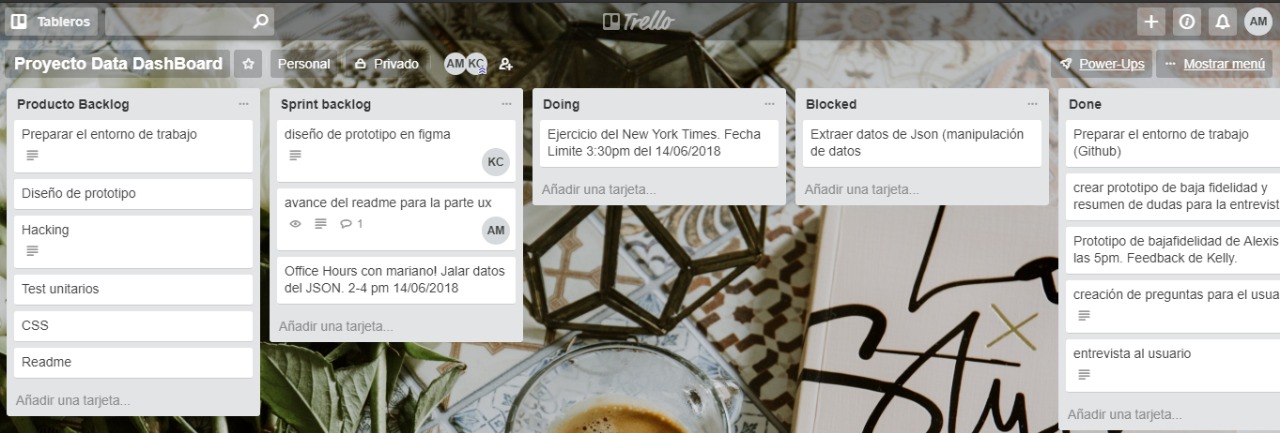 Tableros
Trello
AM
Proyecto Data DashBoard
Personal
Privado
AM KC
Power-Ups
Mostrar menú
Producto Backlog
Preparar el entorno de trabajo
Diseño de prototipo
Hacking
Test unitarios
CSS
Readme
Añadir una tarjeta...
Sprint backlog
diseño de prototipo en figma
KC
avance del readme para la parte ux
1
AM
Office Hours con mariano! Jalar datos
del JSON. 2-4 pm 14/06/2018
Añadir una tarjeta...
Doing
Ejercicio del New York Times. Fecha
Limite 3:30pm del 14/06/2018
Añadir una tarjeta...
Blocked
Extraer datos de Json (manipulación
de datos
Añadir una tarjeta...
Done
Preparar el entorno de trabajo
(Github)
crear prototipo de baja fidelidad y
resumen de dudas para la entrevist
Prototipo de bajafidelidad de Alexis
las 5pm. Feedback de Kelly.
creación de preguntas para el usua
entrevista al usuario
Añadir una tarjeta...